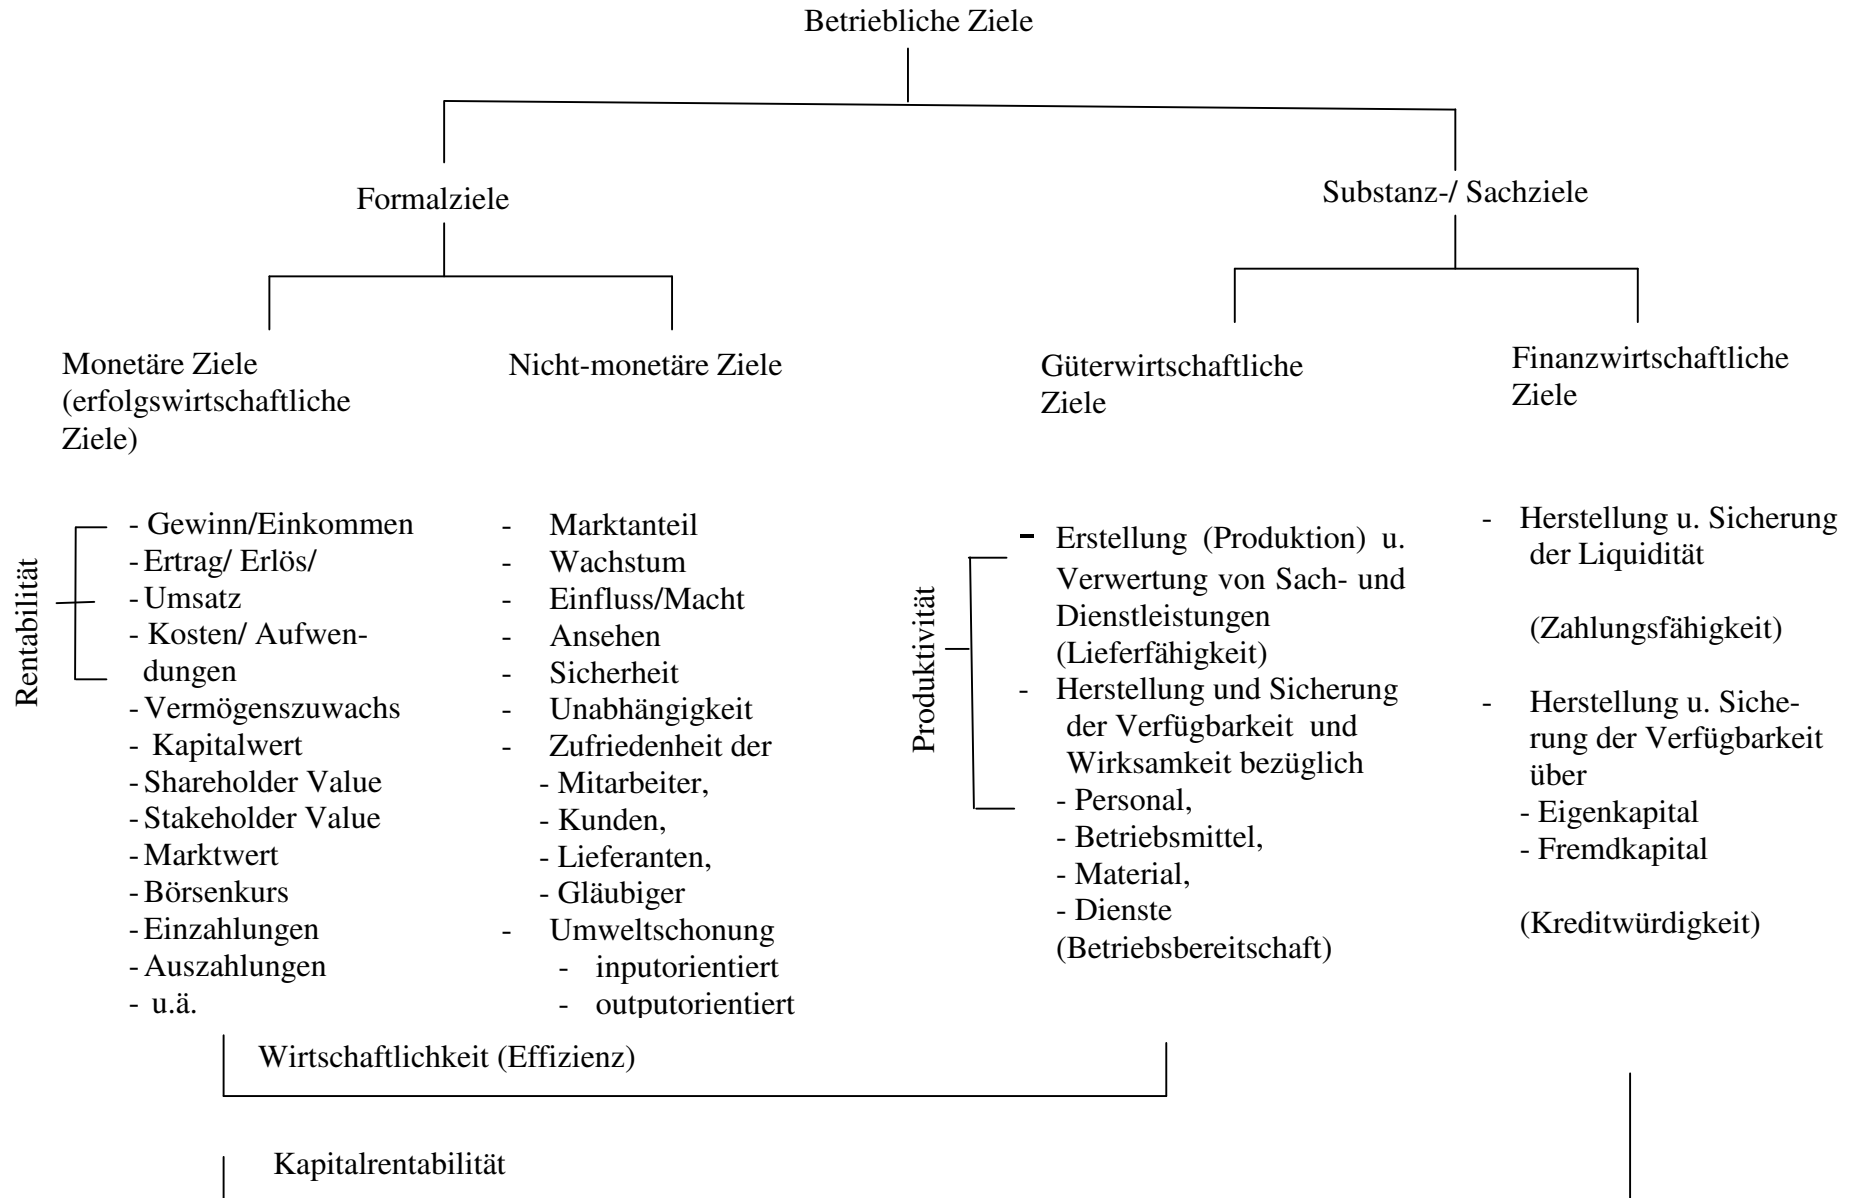 Betriebliche Ziele
Formalziele
Substanz-/ Sachziele
Monetäre Ziele
(erfolgswirtschaftliche
Ziele)
Nicht-monetäre Ziele
Güterwirtschaftliche
Ziele
Finanzwirtschaftliche
Ziele
Rentabilität
- Gewinn/Einkommen
- Ertrag/ Erlös/
- Umsatz
- Kosten/ Aufwen-
dungen
- Vermögenszuwachs
- Kapitalwert
- Shareholder Value
- Stakeholder Value
- Marktwert
- Börsenkurs
- Einzahlungen
- Auszahlungen
- u.ä.
- Marktanteil
- Wachstum
- Einfluss/Macht
- Ansehen
- Sicherheit
- Unabhängigkeit
- Zufriedenheit der
- Mitarbeiter,
- Kunden,
- Lieferanten,
- Gläubiger
- Umweltschonung
- inputorientiert
- outputorientiert
Produktivität
- Erstellung (Produktion) u.
Verwertung von Sach- und
Dienstleistungen
(Lieferfähigkeit)
- Herstellung und Sicherung
der Verfügbarkeit und
Wirksamkeit bezüglich
- Personal,
- Betriebsmittel,
- Material,
- Dienste
(Betriebsbereitschaft)
- Herstellung u. Sicherung
der Liquidität
(Zahlungsfähigkeit)
- Herstellung u. Siche-
rung der Verfügbarkeit
über
- Eigenkapital
- Fremdkapital
(Kreditwürdigkeit)
Wirtschaftlichkeit (Effizienz)
Kapitalrentabilität